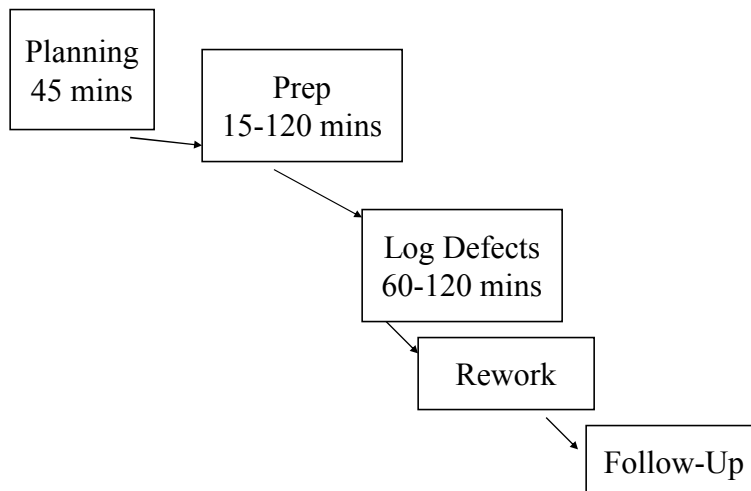 Planning
45 mins
Prep
15-120 mins
Log Defects
60-120 mins
Rework
Follow-Up